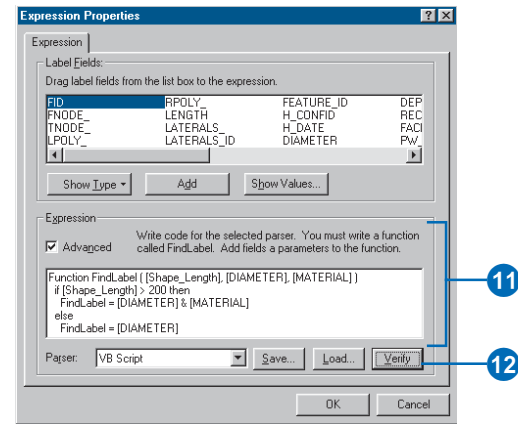 Expression Properties
Expression
Label Fields:
Drag label fields from the list box to the expression.
FID RPOLY_ FEATURE_ID DEP
FNODE_ LENGTH H_CONFID REC
TNODE_ LATERALS_ H_DATE FACI
LPOLY_ LATERALS_ID DIAMETER PW_
Show Type Add Show Values...
Expression
Advanced
Write code for the selected parser. You must write a function
called FindLabel. Add fields a parameters to the function.
Function FindLabel ( [Shape_Length], [DIAMETER], [MATERIAL] )
if [Shape_Length] > 200 then
FindLabel = [DIAMETER] & [MATERIAL]
else
FindLabel = [DIAMETER]
11
Parser: VB Script Save... Load... Verify
12
OK Cancel